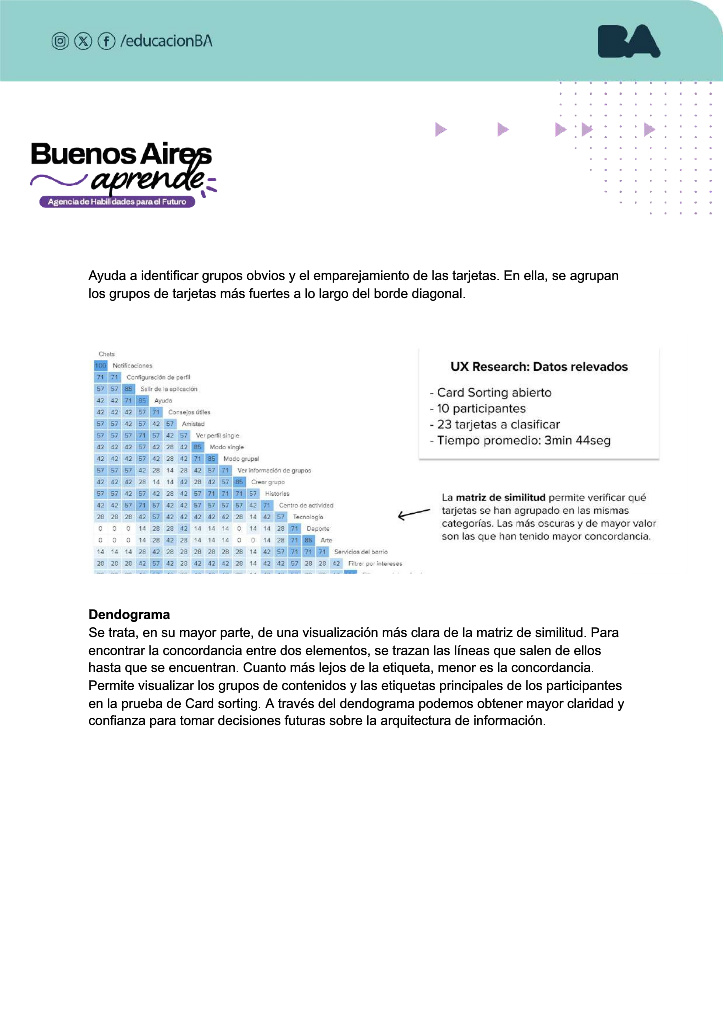 /educacionBA
BA
Buenos Aires
aprende
Agencia de Habilidades para el Futuro
Ayuda a identificar grupos obvios y el emparejamiento de las tarjetas. En ella, se agrupan
los grupos de tarjetas más fuertes a lo largo del borde diagonal.
Chats
100 Notificaciones
71 71 Configuración de perfil
57 57 85 Salir de la aplicación
42 42 71 85 Ayuda
42 42 42 57 71 Consejos útiles
57 57 42 57 42 57 Amistad
57 57 57 71 57 42 57 Ver perfil single
42 42 42 57 42 28 42 85 Modo single
42 42 42 57 42 28 42 71 85 Modo grupal
57 57 57 42 28 14 28 42 57 71 Ver información de grupos
42 42 42 28 14 14 42 28 42 57 85 Crear grupo
57 57 42 57 42 28 42 57 71 71 71 57 Historias
42 42 57 71 57 42 42 57 57 57 57 42 71 Centro de actividad
28 28 28 42 57 42 42 42 42 42 28 14 42 57 Tecnología
0 0 0 14 28 28 42 14 14 14 0 14 14 28 71 Deporte
0 0 0 14 28 42 28 14 14 14 0 0 14 28 71 85 Arte
14 14 14 28 42 28 28 28 28 28 28 14 42 57 71 71 71 Servicios del barrio
28 28 28 42 57 42 28 42 42 42 28 14 42 42 57 28 28 42 Filtrar por intereses
UX Research: Datos relevados
- Card Sorting abierto
- 10 participantes
- 23 tarjetas a clasificar
- Tiempo promedio: 3min 44seg
La matriz de similitud permite verificar qué
tarjetas se han agrupado en las mismas
categorías. Las más oscuras y de mayor valor
son las que han tenido mayor concordancia.
Dendograma
Se trata, en su mayor parte, de una visualización más clara de la matriz de similitud. Para
encontrar la concordancia entre dos elementos, se trazan las líneas que salen de ellos
hasta que se encuentran. Cuanto más lejos de la etiqueta, menor es la concordancia.
Permite visualizar los grupos de contenidos y las etiquetas principales de los participantes
en la prueba de Card sorting. A través del dendograma podemos obtener mayor claridad y
confianza para tomar decisiones futuras sobre la arquitectura de información.